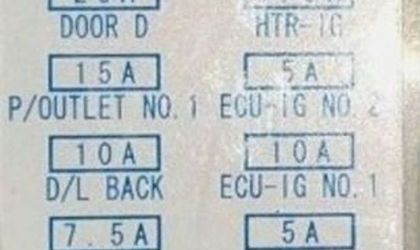 DOOR D HTR-IG
15A 5A
P/OUTLET NO.1 ECU-IG NO.2
10A 10A
D/L BACK ECU-IG NO.1
7.5A 5A